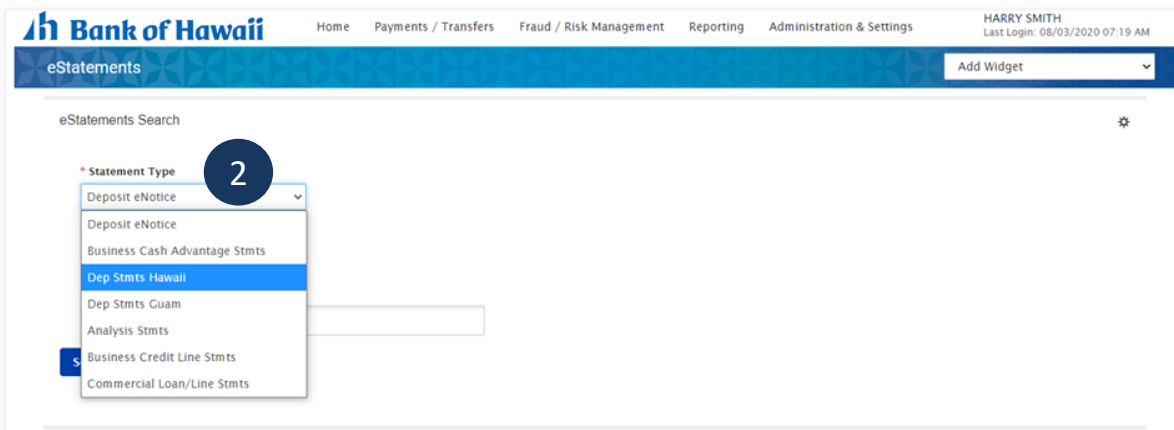 Bank of Hawaii
Home Payments / Transfers Fraud / Risk Management Reporting Administration & Settings
HARRY SMITH
Last Login: 08/03/2020 07:19 AM
eStatements
Add Widget
eStatements Search
* Statement Type
2
Deposit eNotice
Deposit eNotice
Business Cash Advantage Stmts
Dep Stmts Hawaii
Dep Stmts Guam
Analysis Stmts
Business Credit Line Stmts
Commercial Loan/Line Stmts